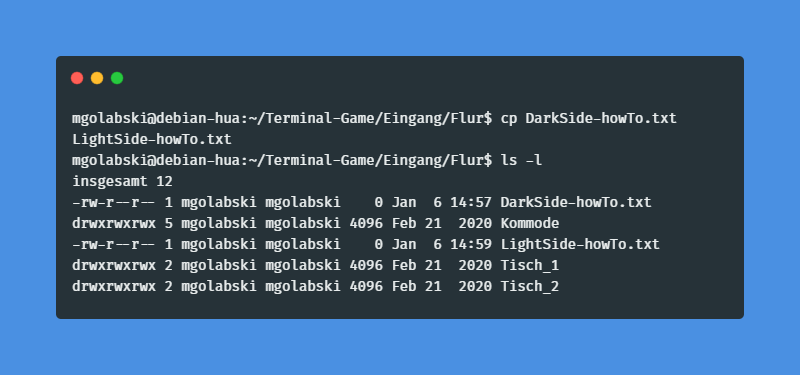 mgolabski@debian-hua:~/Terminal-Game/Eingang/Flur$ cp DarkSide-howTo.txt
LightSide-howTo.txt
mgolabski@debian-hua:~/Terminal-Game/Eingang/Flur$ ls -l
insgesamt 12
-rw-r--r-- 1 mgolabski mgolabski    0 Jan  6 14:57 DarkSide-howTo.txt
drwxrwxrwx 5 mgolabski mgolabski 4096 Feb 21  2020 Kommode
-rw-r--r-- 1 mgolabski mgolabski    0 Jan  6 14:59 LightSide-howTo.txt
drwxrwxrwx 2 mgolabski mgolabski 4096 Feb 21  2020 Tisch_1
drwxrwxrwx 2 mgolabski mgolabski 4096 Feb 21  2020 Tisch_2